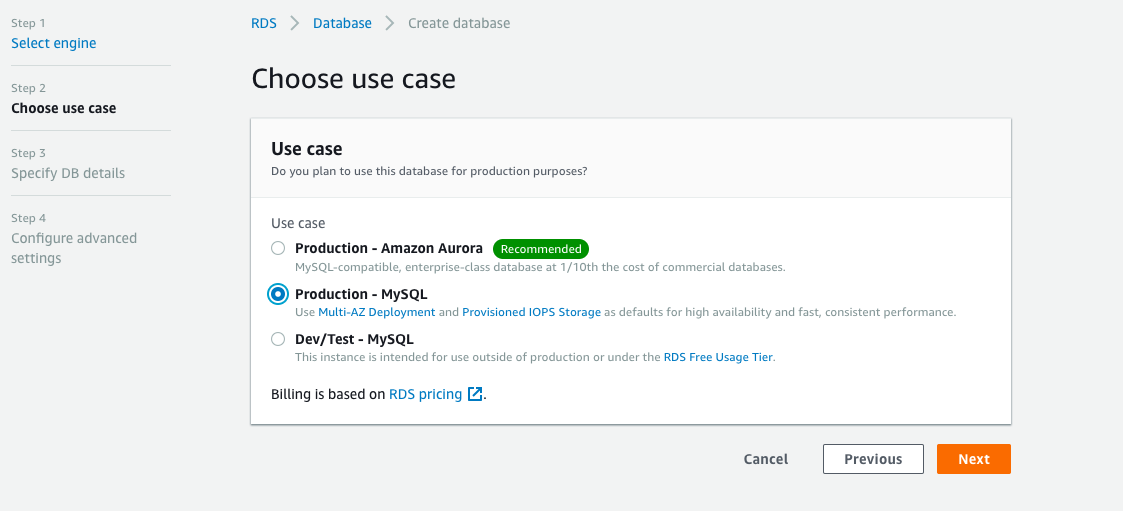 Step 1
Select engine
Step 2
Choose use case
Step 3
Specify DB details
Step 4
Configure advanced
settings
RDS > Database > Create database
Choose use case
Use case
Do you plan to use this database for production purposes?
Use case
Production - Amazon Aurora Recommended
MySQL-compatible, enterprise-class database at 1/10th the cost of commercial databases.
Production - MySQL
Use Multi-AZ Deployment and Provisioned IOPS Storage as defaults for high availability and fast, consistent performance.
Dev/Test - MySQL
This instance is intended for use outside of production or under the RDS Free Usage Tier.
Billing is based on RDS pricing.
Cancel Previous Next